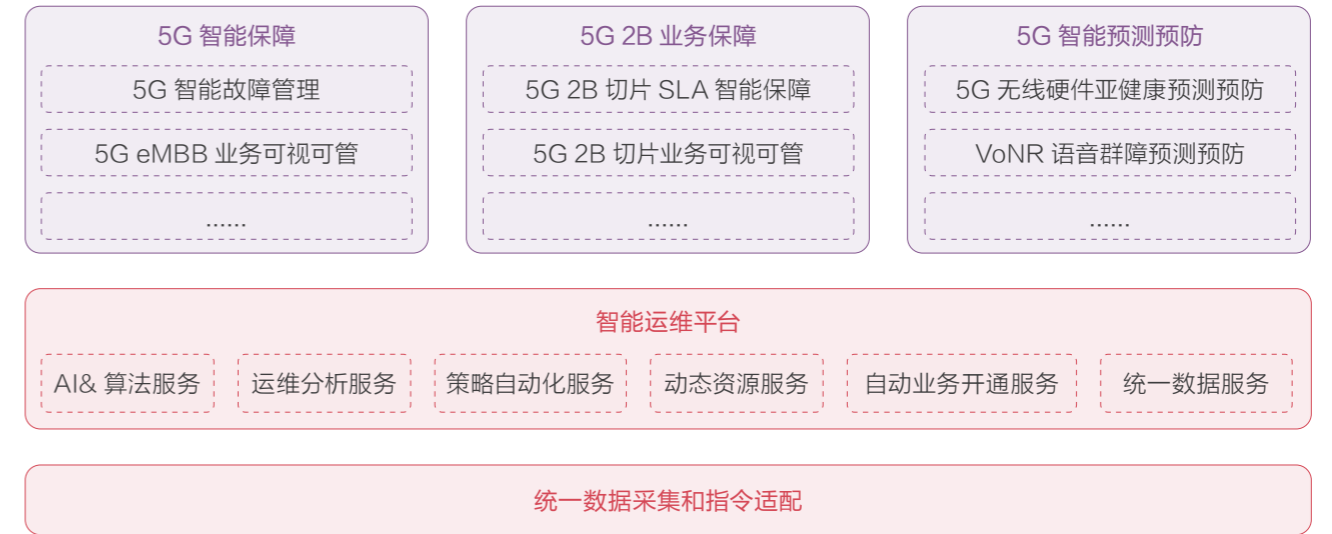 5G 智能保障
5G 智能故障管理
5G eMBB 业务可视可管
......
5G 2B 业务保障
5G 2B 切片 SLA 智能保障
5G 2B 切片业务可视可管
......
5G 智能预测预防
5G 无线硬件亚健康预测预防
VoNR 语音群障预测预防
......
智能运维平台
AI& 算法服务
运维分析服务
策略自动化服务
动态资源服务
自动业务开通服务
统一数据服务
统一数据采集和指令适配